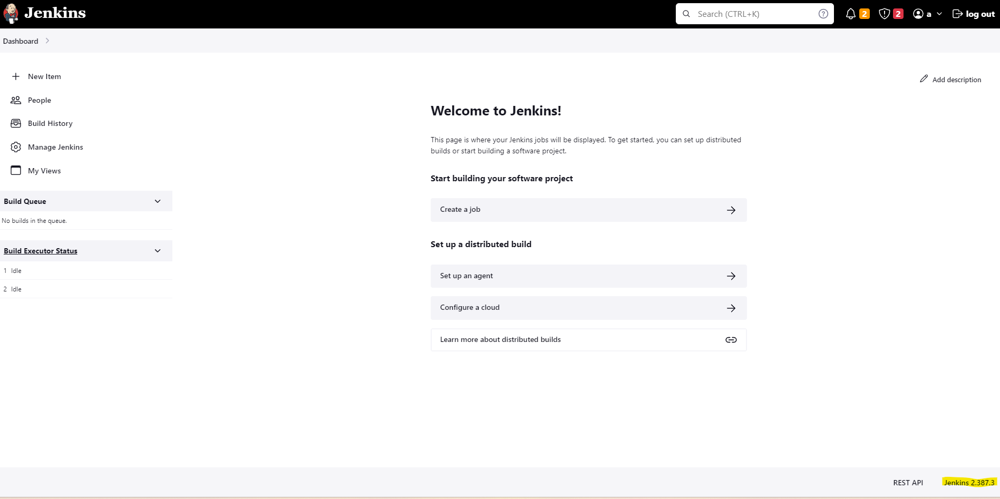 Jenkins
Search (CTRL+K)
2
2
a
log out
Dashboard
New Item
People
Build History
Manage Jenkins
My Views
Build Queue
No builds in the queue.
Build Executor Status
1 Idle
2 Idle
Add description
Welcome to Jenkins!
This page is where your Jenkins jobs will be displayed. To get started, you can set up distributed
builds or start building a software project.
Start building your software project
Create a job
Set up a distributed build
Set up an agent
Configure a cloud
Learn more about distributed builds
REST API
Jenkins 2.387.3